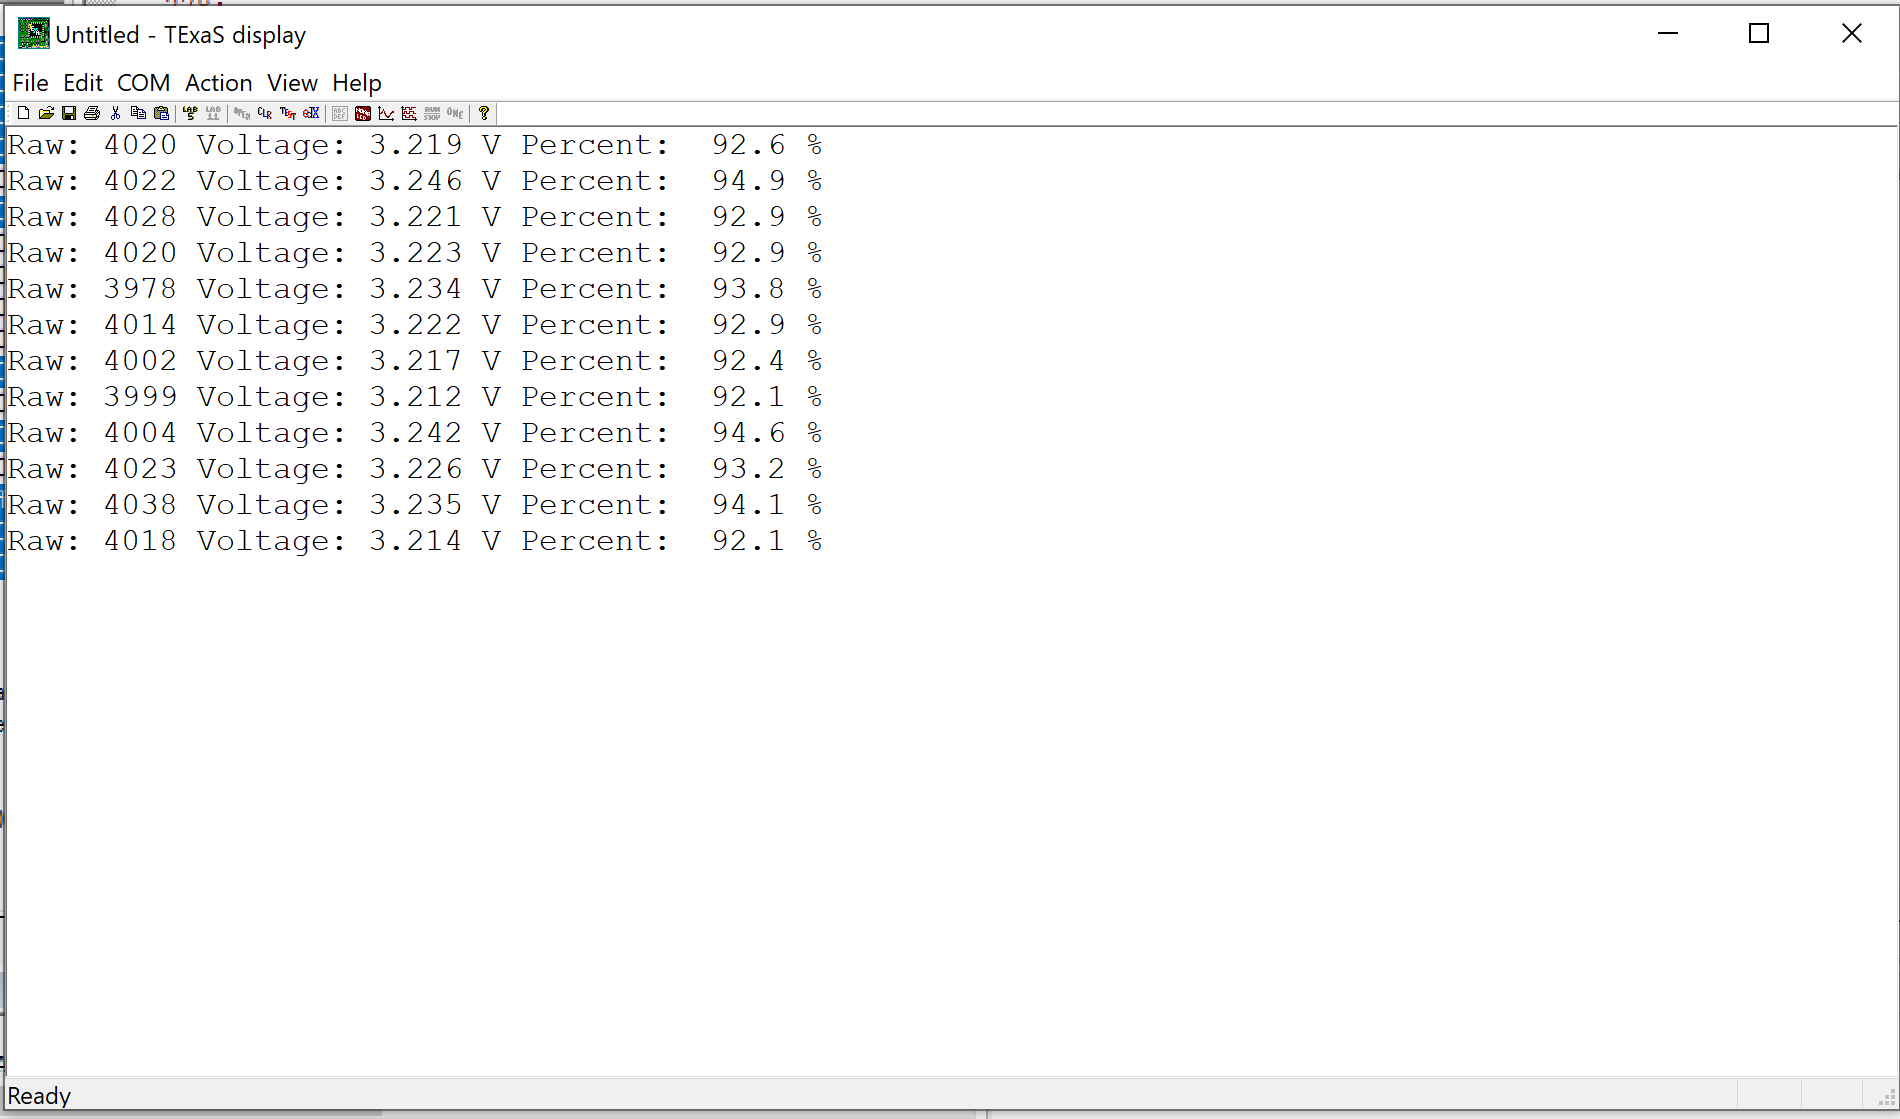 Untitled - TExaS display
File Edit COM Action View Help
Raw: 4020 Voltage: 3.219 V Percent:  92.6 %
Raw: 4022 Voltage: 3.246 V Percent:  94.9 %
Raw: 4028 Voltage: 3.221 V Percent:  92.9 %
Raw: 4020 Voltage: 3.223 V Percent:  92.9 %
Raw: 3978 Voltage: 3.234 V Percent:  93.8 %
Raw: 4014 Voltage: 3.222 V Percent:  92.9 %
Raw: 4002 Voltage: 3.217 V Percent:  92.4 %
Raw: 3999 Voltage: 3.212 V Percent:  92.1 %
Raw: 4004 Voltage: 3.242 V Percent:  94.6 %
Raw: 4023 Voltage: 3.226 V Percent:  93.2 %
Raw: 4038 Voltage: 3.235 V Percent:  94.1 %
Raw: 4018 Voltage: 3.214 V Percent:  92.1 %
Ready